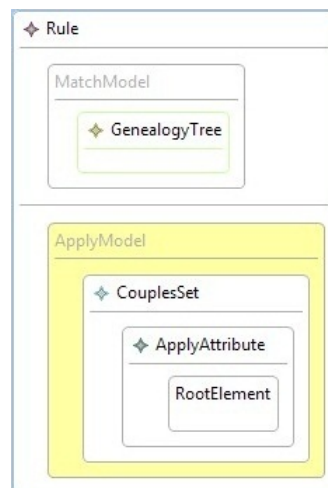 Rule
MatchModel
GenealogyTree
ApplyModel
CouplesSet
ApplyAttribute
RootElement